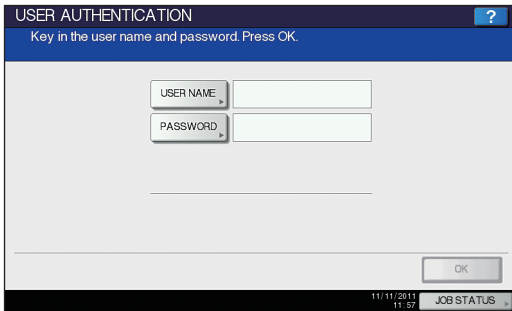 USER AUTHENTICATION
?
Key in the user name and password. Press OK.
USER NAME
PASSWORD
OK
11/11/2011
11:57
JOB STATUS